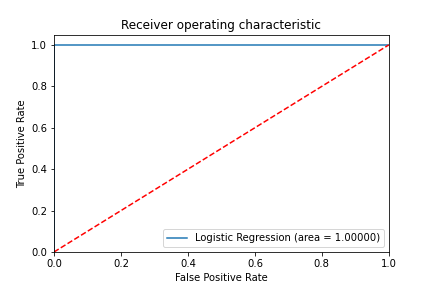 Receiver operating characteristic
True Positive Rate
1.0
0.8
0.6
0.4
0.2
0.0
Logistic Regression (area = 1.00000)
0.0 0.2 0.4 0.6 0.8 1.0
False Positive Rate